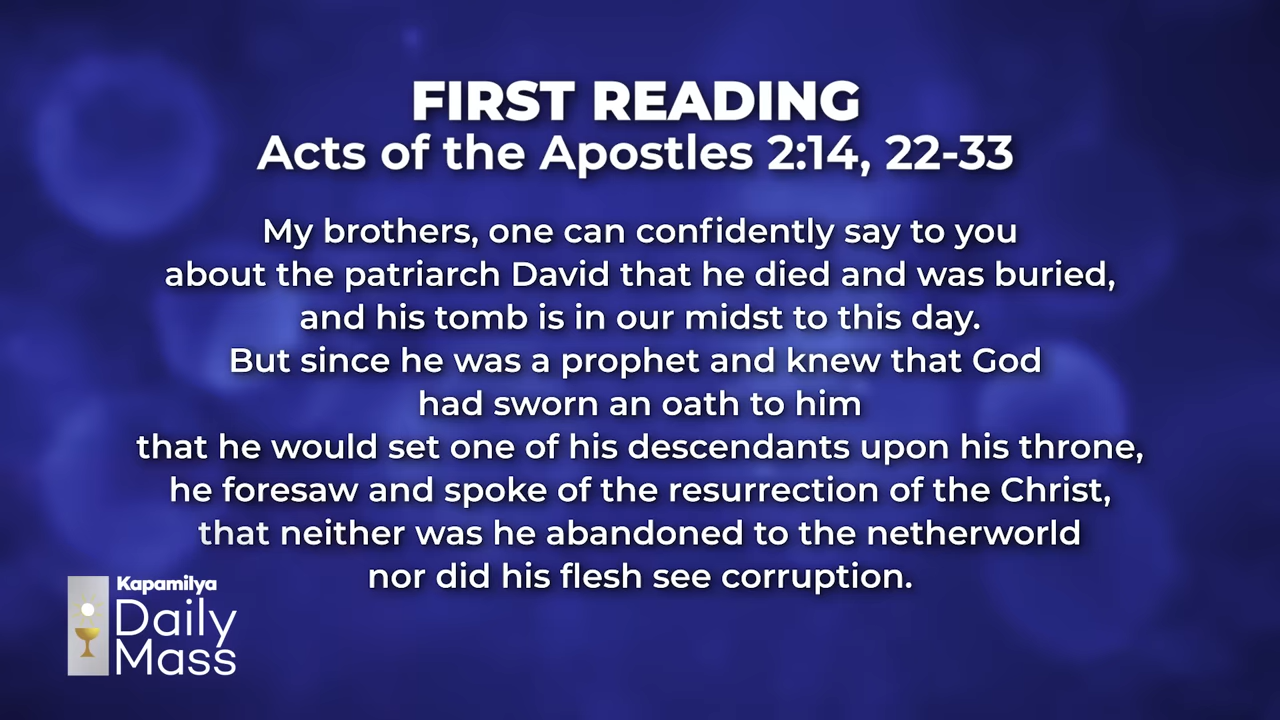 FIRST READING
Acts of the Apostles 2:14, 22-33
My brothers, one can confidently say to you
about the patriarch David that he died and was buried,
and his tomb is in our midst to this day.
But since he was a prophet and knew that God
had sworn an oath to him
that he would set one of his descendants upon his throne,
he foresaw and spoke of the resurrection of the Christ,
that neither was he abandoned to the netherworld
nor did his flesh see corruption.
Kapamilya
Daily
Mass